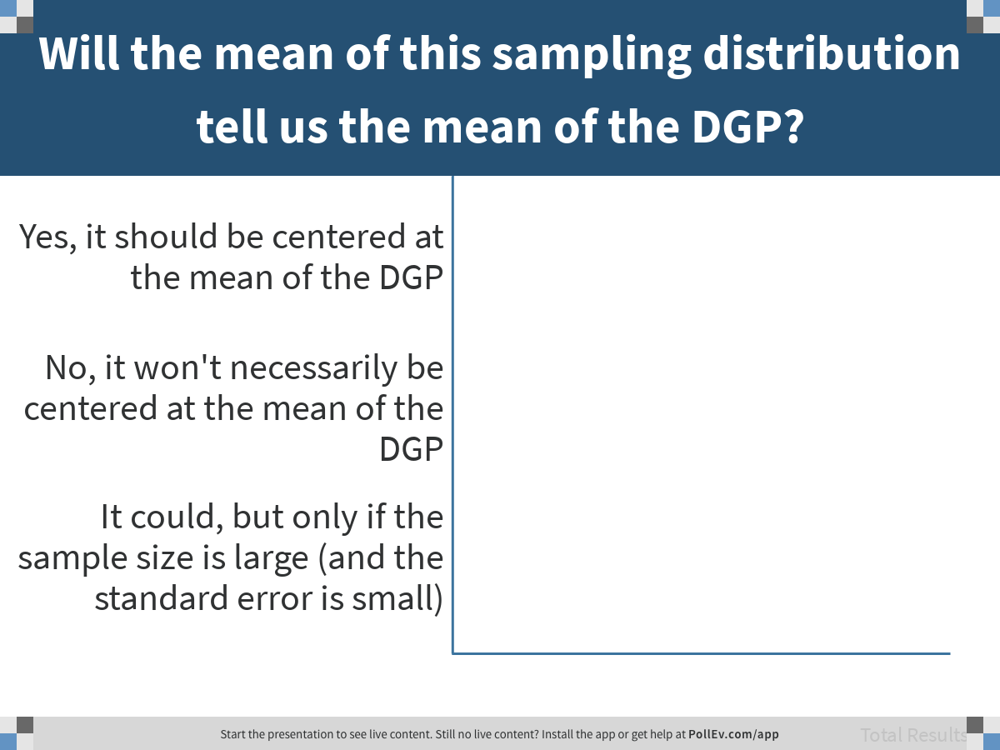 Will the mean of this sampling distribution
tell us the mean of the DGP?
Yes, it should be centered at
the mean of the DGP
No, it won't necessarily be
centered at the mean of the
DGP
It could, but only if the
sample size is large (and the
standard error is small)
Start the presentation to see live content. Still no live content? Install the app or get help at PollEv.com/app
Total Results